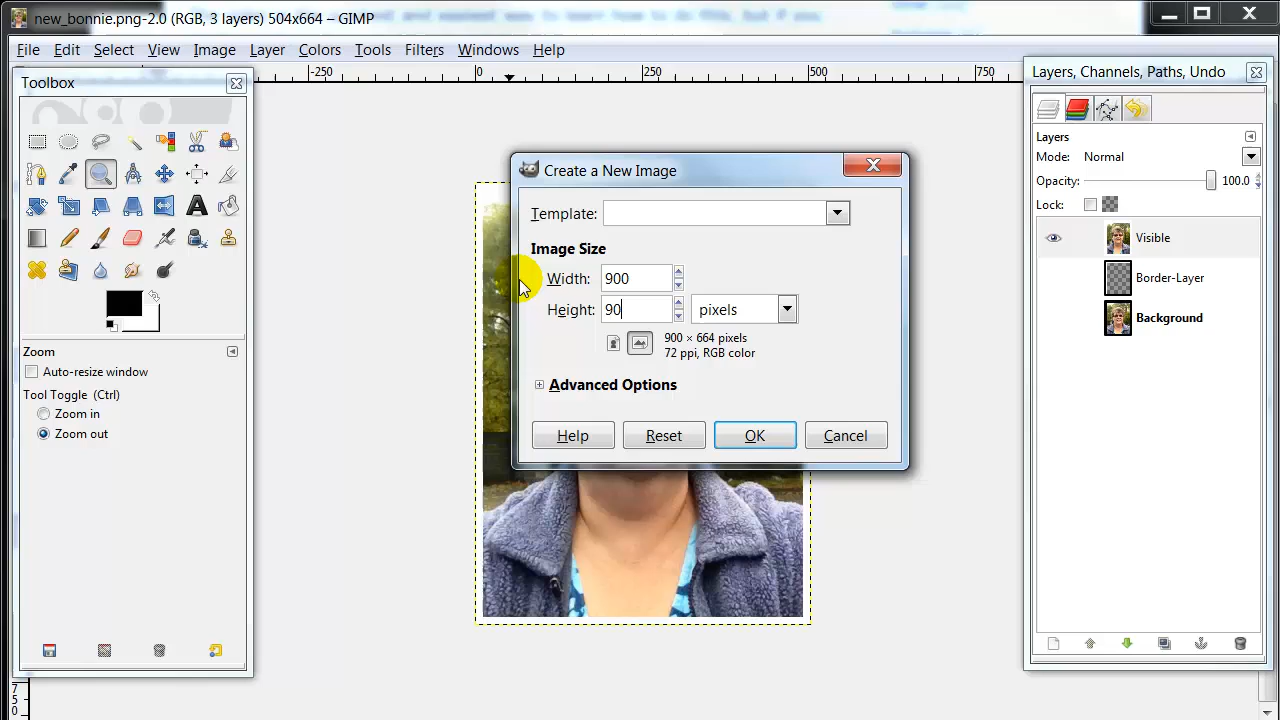 new_bonnie.png-2.0 (RGB, 3 layers) 504x664 – GIMP
File Edit Select View Image Layer Colors Tools Filters Windows Help
-250 0 250 500 750
Toolbox
Layers, Channels, Paths, Undo
Layers
Mode: Normal
Opacity: 100.0
Lock:
Visible
Border-Layer
Background
Create a New Image
Template:
Image Size
Width: 900
Height: 90 pixels
900 × 664 pixels
72 ppi, RGB color
Advanced Options
Help Reset OK Cancel
Zoom
Auto-resize window
Tool Toggle (Ctrl)
Zoom in
Zoom out
7
5
0